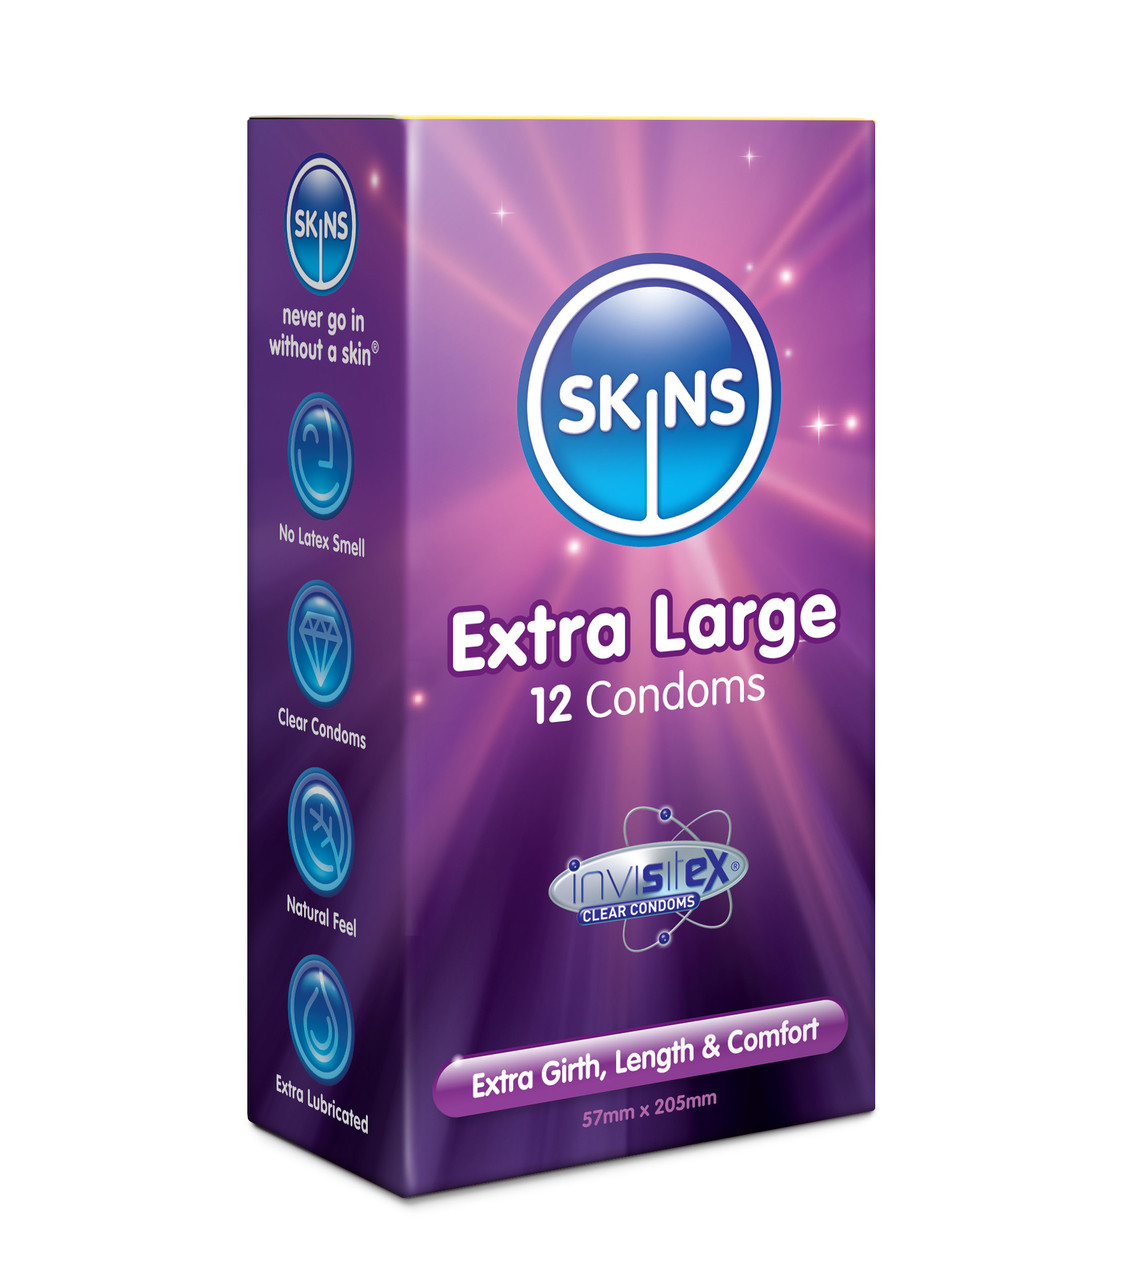 SKINS
never go in
without a skin®
No Latex Smell
Clear Condoms
Natural Feel
Extra Lubricated
SKINS
Extra Large
12 Condoms
invisitex®
CLEAR CONDOMS
Extra Girth, Length & Comfort
57mm x 205mm